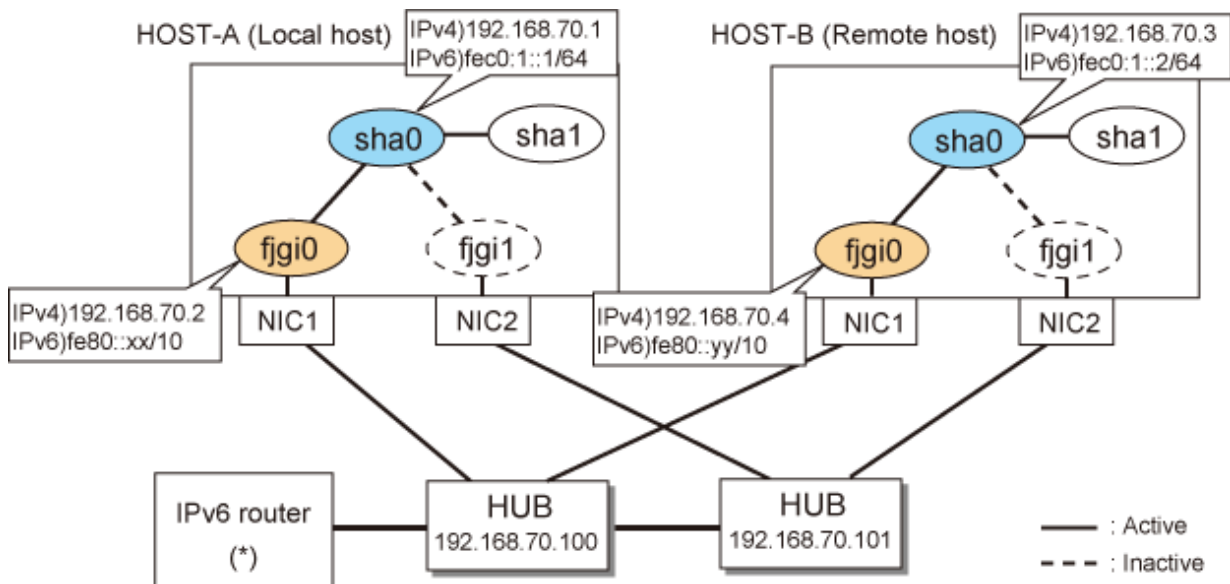 HOST-A (Local host)
IPv4)192.168.70.1
IPv6)fec0:1::1/64
HOST-B (Remote host)
IPv4)192.168.70.3
IPv6)fec0:1::2/64
sha0
sha1
sha0
sha1
fjgi0
fjgi1
fjgi0
fjgi1
IPv4)192.168.70.2
IPv6)fe80::xx/10
NIC1
NIC2
IPv4)192.168.70.4
IPv6)fe80::yy/10
NIC1
NIC2
IPv6 router
(*)
HUB
192.168.70.100
HUB
192.168.70.101
: Active
: Inactive